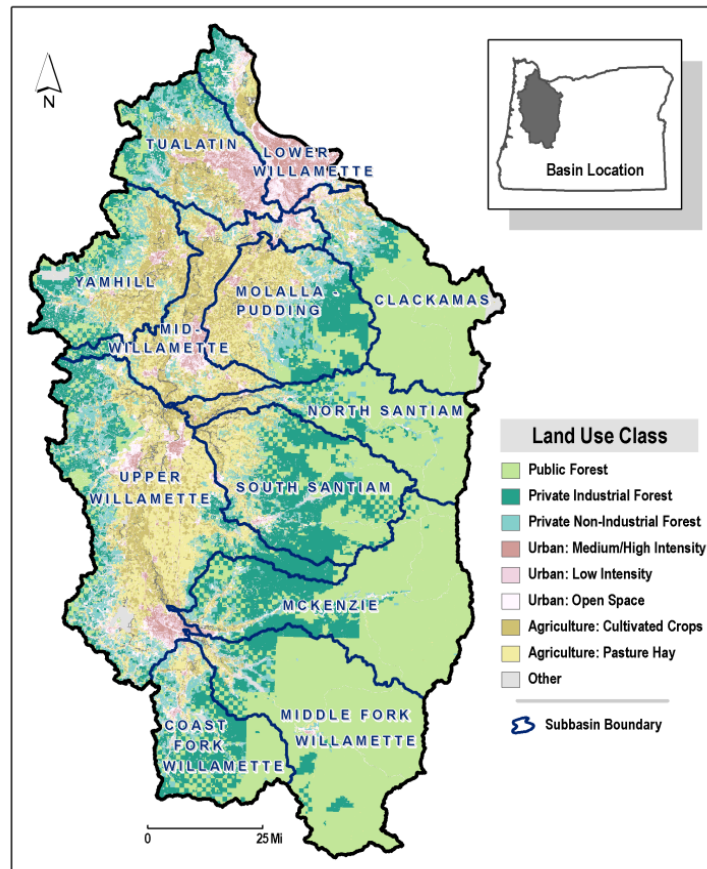 N
Basin Location
TUALATIN
LOWER
WILLAMETTE
YAMHILL
MOLALLA
PUDDING
CLACKAMAS
MID-
WILLAMETTE
NORTH SANTIAM
UPPER
WILLAMETTE
SOUTH SANTIAM
MCKENZIE
COAST
FORK
WILLAMETTE
MIDDLE FORK
WILLAMETTE
Land Use Class
Public Forest
Private Industrial Forest
Private Non-Industrial Forest
Urban: Medium/High Intensity
Urban: Low Intensity
Urban: Open Space
Agriculture: Cultivated Crops
Agriculture: Pasture Hay
Other
Subbasin Boundary
0 25 Mi